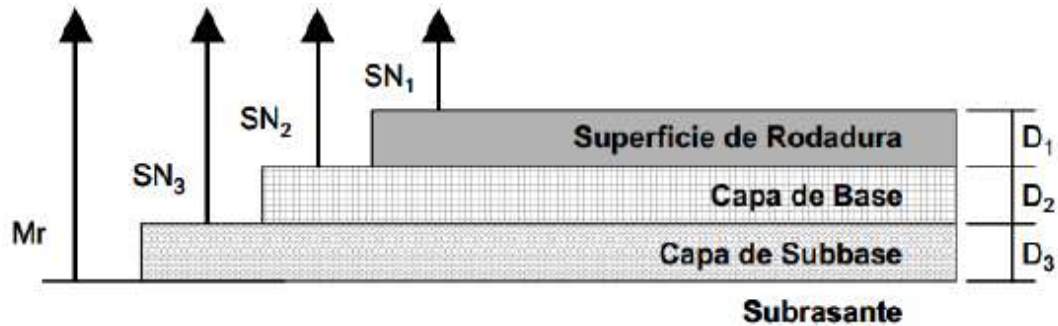 SN1
Superficie de Rodadura
D1
SN2
Capa de Base
D2
SN3
Mr
Capa de Subbase
D3
Subrasante